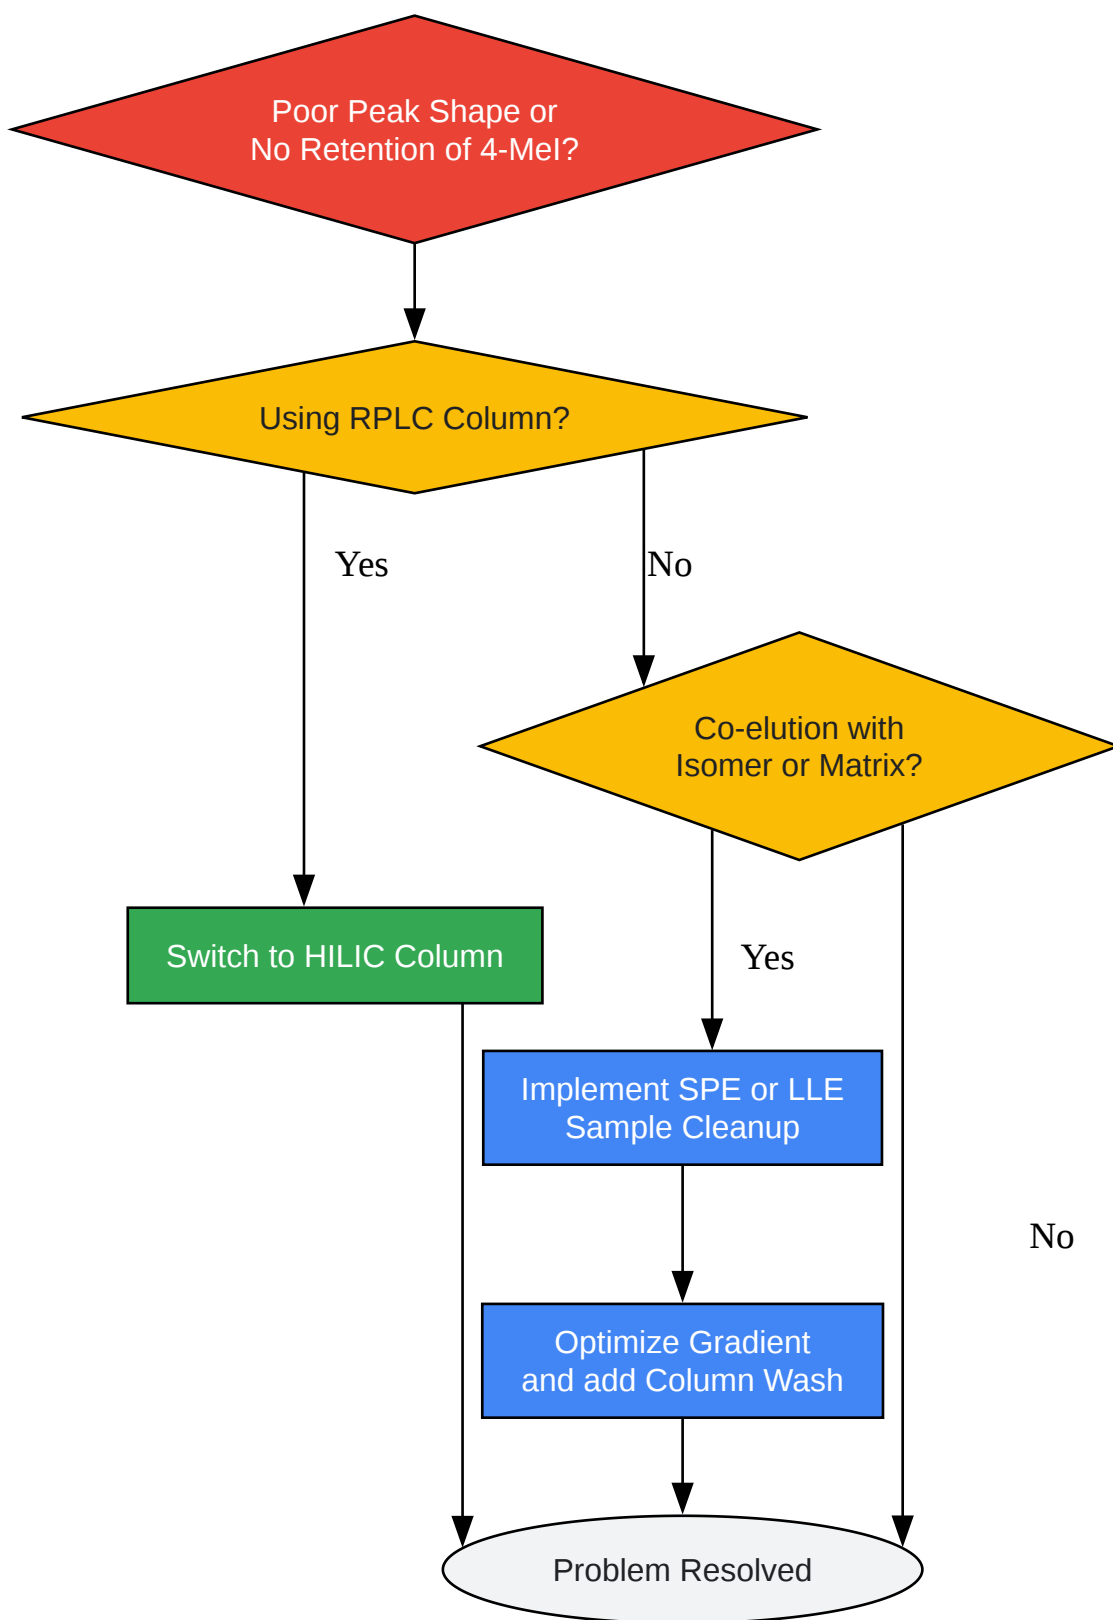 Poor Peak Shape or
No Retention of 4-MeI?
Using RPLC Column?
Yes
No
Co-elution with
Isomer or Matrix?
Switch to HILIC Column
Yes
Implement SPE or LLE
Sample Cleanup
No
Optimize Gradient
and add Column Wash
Problem Resolved